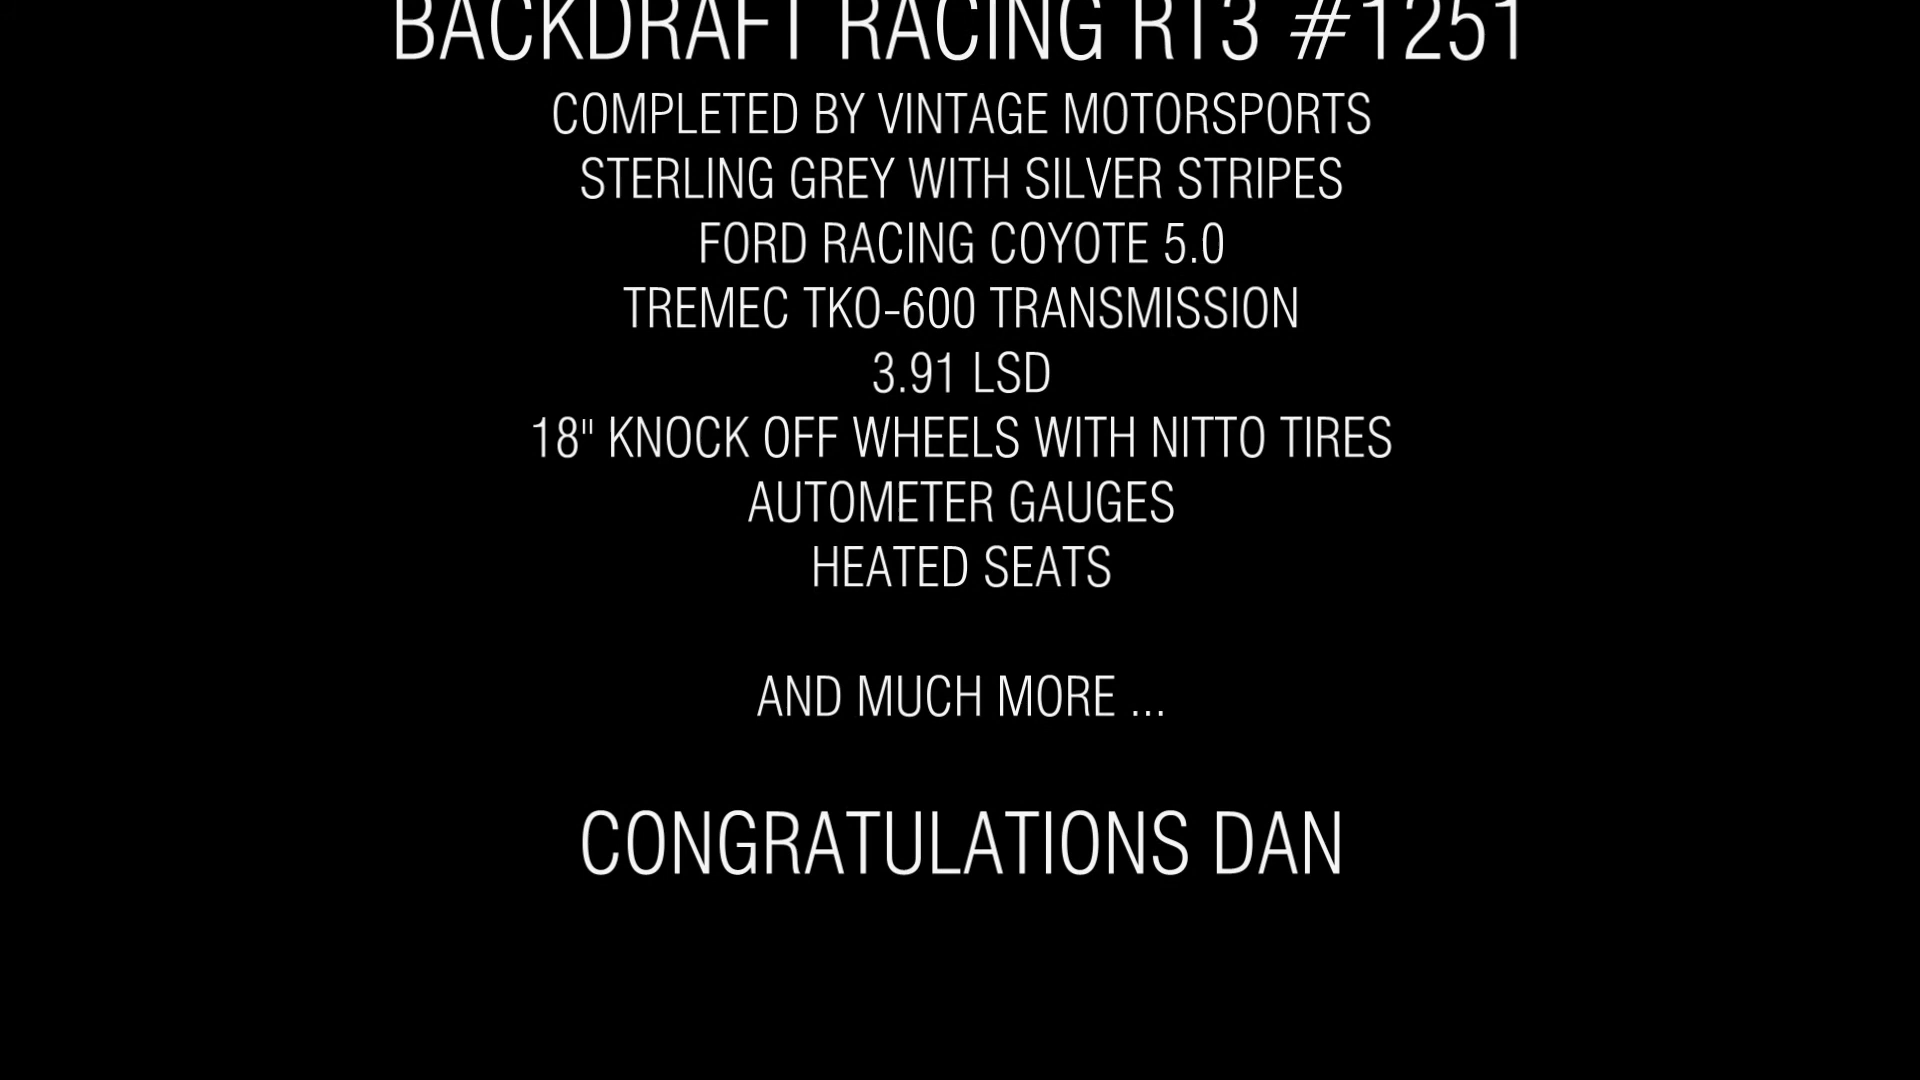 BACKDRAFT RACING RT3 #1251
COMPLETED BY VINTAGE MOTORSPORTS
STERLING GREY WITH SILVER STRIPES
FORD RACING COYOTE 5.0
TREMEC TKO-600 TRANSMISSION
3.91 LSD
18" KNOCK OFF WHEELS WITH NITTO TIRES
AUTOMETER GAUGES
HEATED SEATS
AND MUCH MORE ...
CONGRATULATIONS DAN